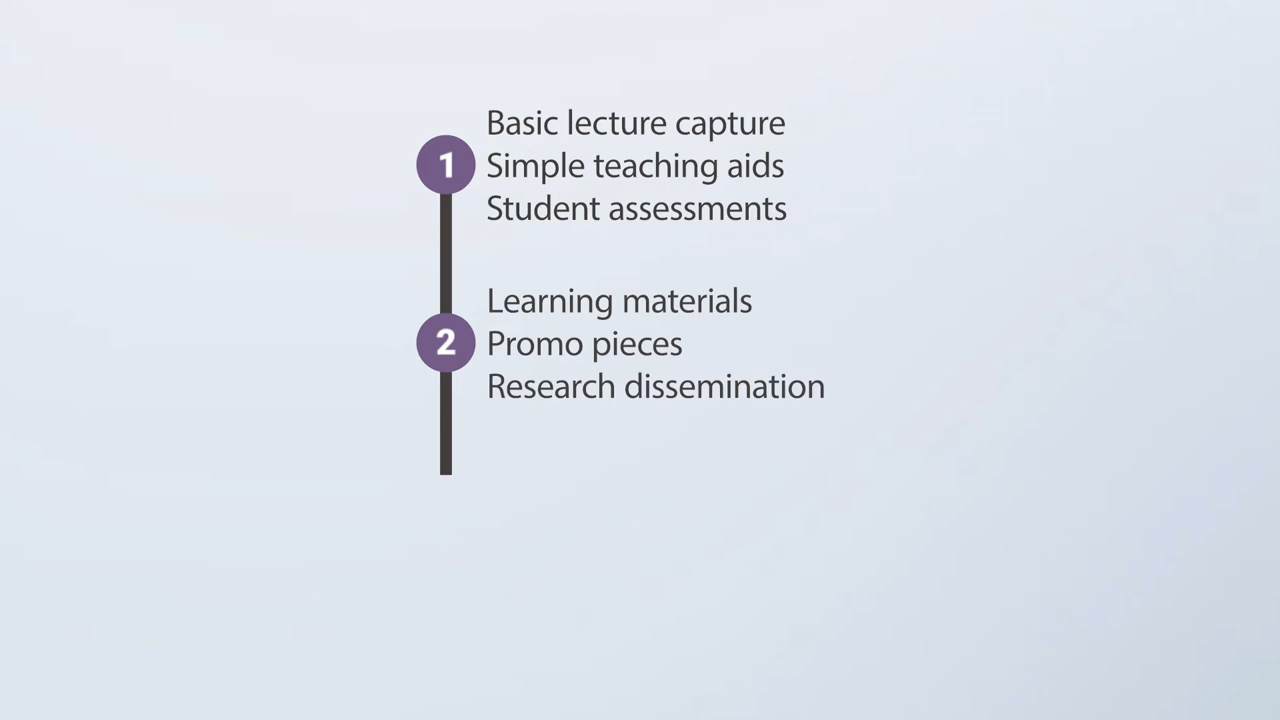 1
Basic lecture capture
Simple teaching aids
Student assessments
2
Learning materials
Promo pieces
Research dissemination